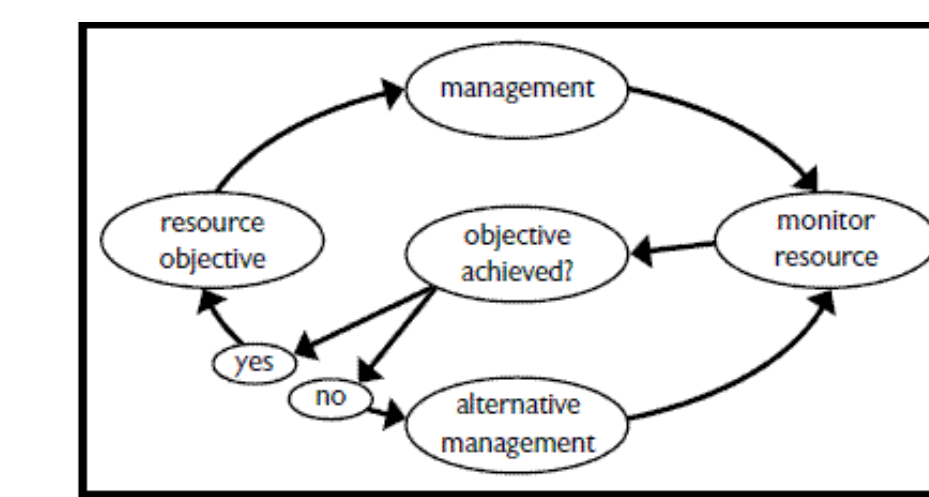 management
resource
objective
objective
achieved?
monitor
resource
yes
no
alternative
management